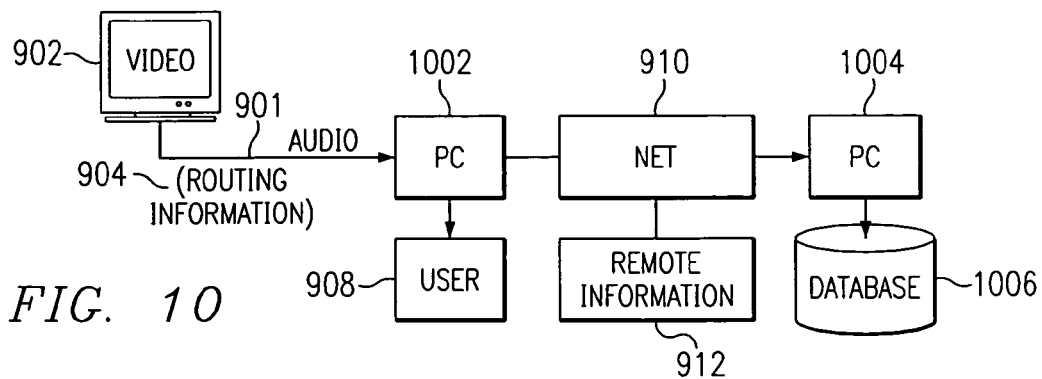 902
VIDEO
901
AUDIO
904
(ROUTING
INFORMATION)
1002
PC
910
NET
1004
PC
908
USER
REMOTE
INFORMATION
912
DATABASE
1006
FIG. 10